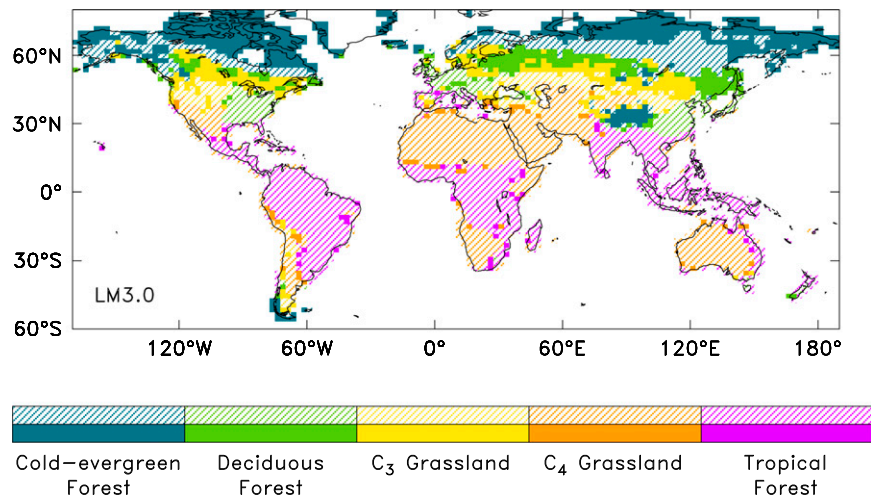 60°N
30°N
0°
30°S
60°S
LM3.0
120°W 60°W 0° 60°E 120°E 180°
Cold-evergreen Forest
Deciduous Forest
C₃ Grassland
C₄ Grassland
Tropical Forest